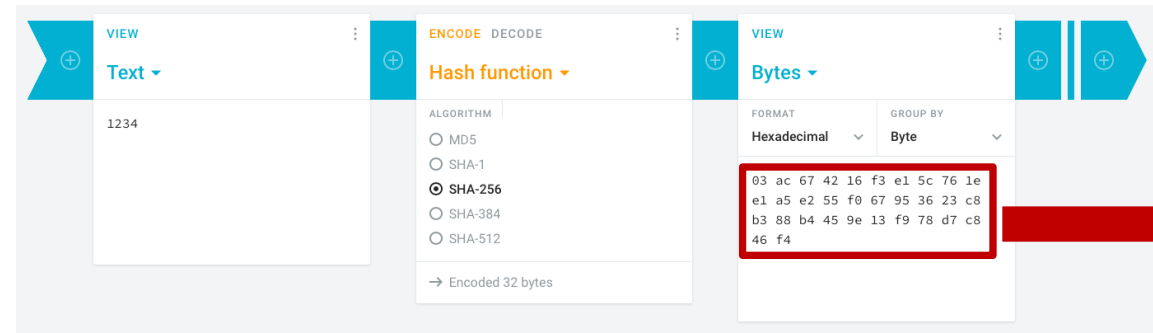 VIEW
Text
1234
ENCODE DECODE
Hash function
ALGORITHM
MD5
SHA-1
SHA-256
SHA-384
SHA-512
→ Encoded 32 bytes
VIEW
Bytes
FORMAT
Hexadecimal
GROUP BY
Byte
03 ac 67 42 16 f3 e1 5c 76 1e
e1 a5 e2 55 f0 67 95 36 23 c8
b3 88 b4 45 9e 13 f9 78 d7 c8
46 f4